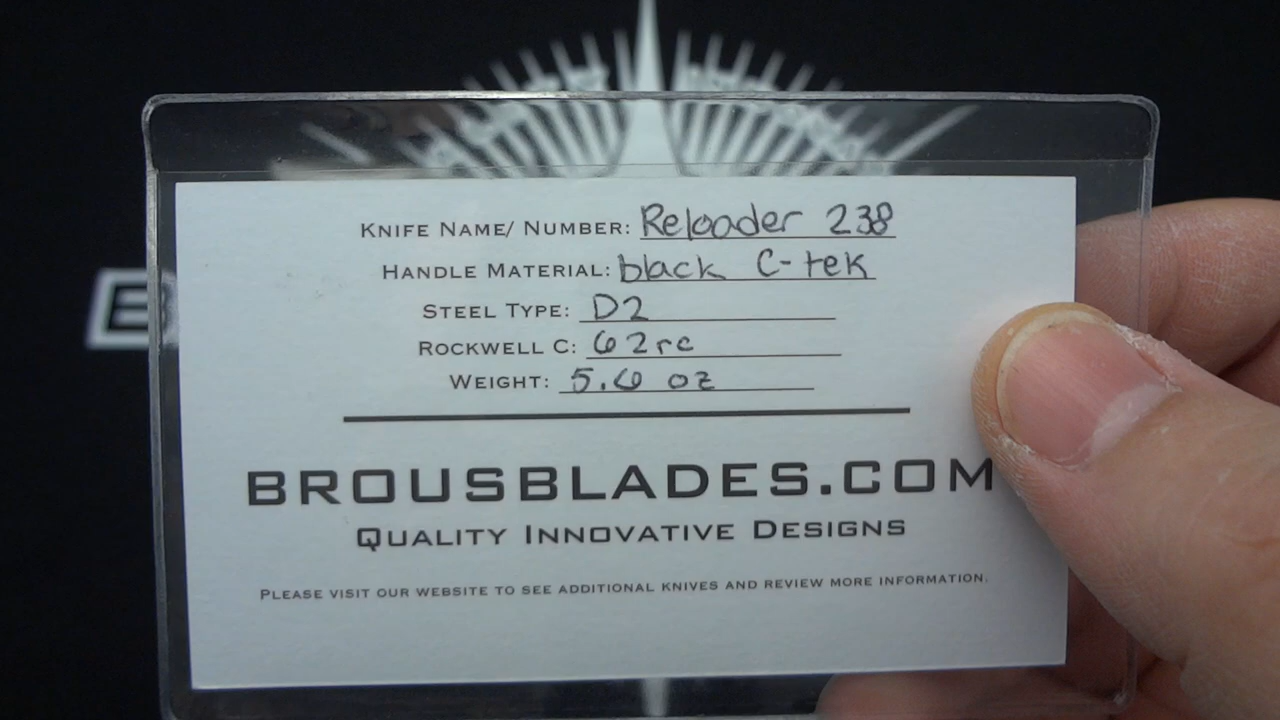 KNIFE NAME/ NUMBER: Reloader 238
HANDLE MATERIAL: black C-tek
STEEL TYPE: D2
ROCKWELL C: 62rc
WEIGHT: 5.6 oz
BROUSBLADES.COM
QUALITY INNOVATIVE DESIGNS
PLEASE VISIT OUR WEBSITE TO SEE ADDITIONAL KNIVES AND REVIEW MORE INFORMATION.